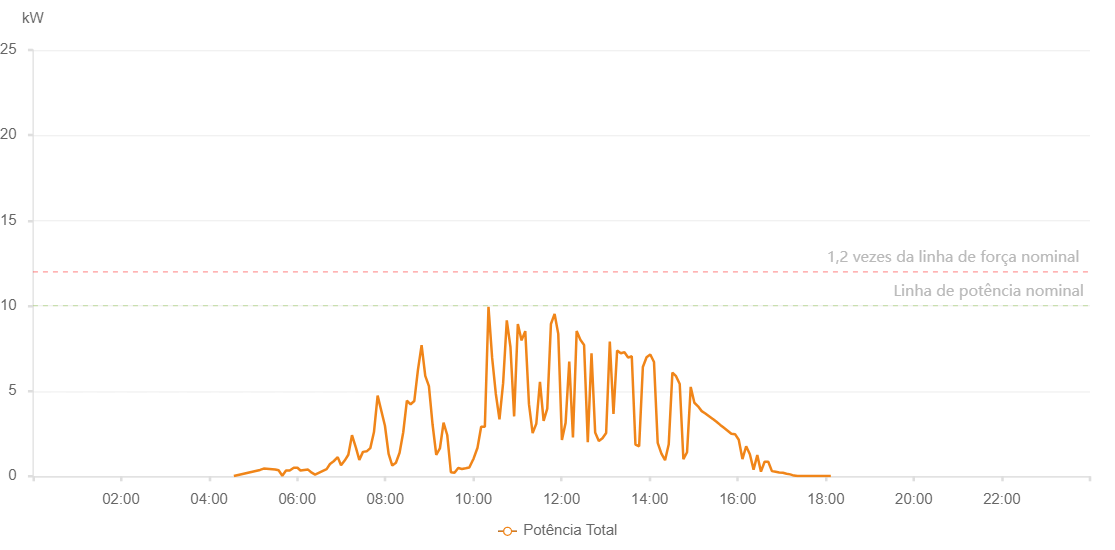 kW
25
20
15
1,2 vezes da linha de força nominal
Linha de potência nominal
10
5
0
02:00 04:00 06:00 08:00 10:00 12:00 14:00 16:00 18:00 20:00 22:00
Potência Total